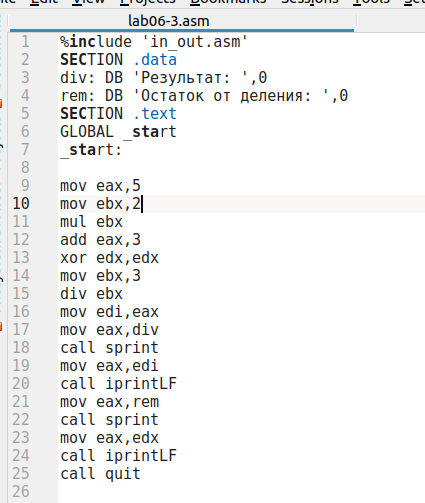 Edit View Projects Bookmarks Sessions Tools
lab06-3.asm
1 %include 'in_out.asm'
2 SECTION .data
3 div: DB 'Результат: ',0
4 rem: DB 'Остаток от деления: ',0
5 SECTION .text
6 GLOBAL _start
7 _start:
8
9 mov eax,5
10 mov ebx,2
11 mul ebx
12 add eax,3
13 xor edx,edx
14 mov ebx,3
15 div ebx
16 mov edi,eax
17 mov eax,div
18 call sprint
19 mov eax,edi
20 call iprintLF
21 mov eax,rem
22 call sprint
23 mov eax,edx
24 call iprintLF
25 call quit
26